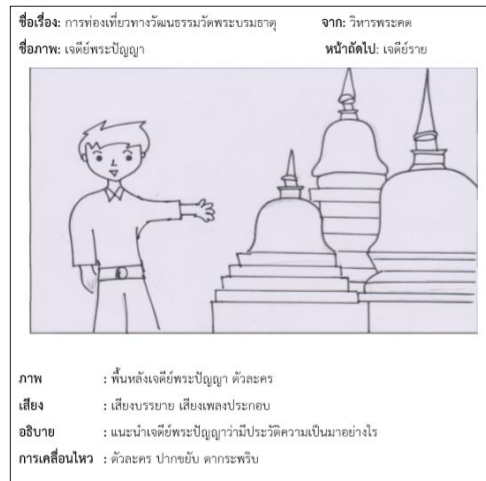 ชื่อเรื่อง: การท่องเที่ยวทางวัฒนธรรมวัดพระบรมธาตุ จาก: วิหารพระคด
ชื่อภาพ: เจดีย์พระปัญญา หน้าถัดไป: เจดีย์ราย
ภาพ : พื้นหลังเจดีย์พระปัญญา ตัวละคร
เสียง : เสียงบรรยาย เสียงเพลงประกอบ
อธิบาย : แนะนำเจดีย์พระปัญญาว่ามีประวัติความเป็นมาอย่างไร
การเคลื่อนไหว : ตัวละคร ปากขยับ ตากระพริบ